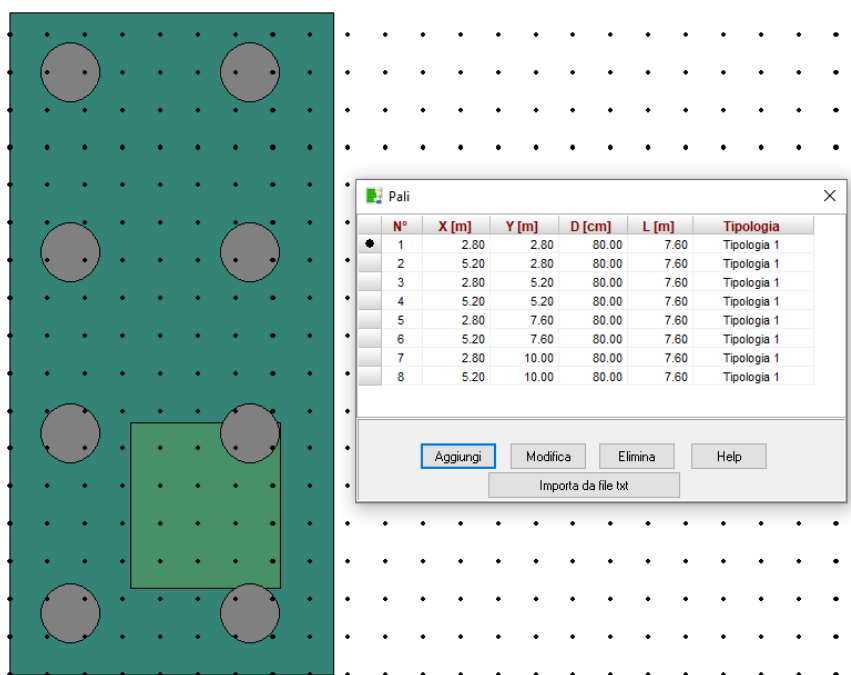 Pali
N° X [m] Y [m] D [cm] L [m] Tipologia
1 2.80 2.80 80.00 7.60 Tipologia 1
2 5.20 2.80 80.00 7.60 Tipologia 1
3 2.80 5.20 80.00 7.60 Tipologia 1
4 5.20 5.20 80.00 7.60 Tipologia 1
5 2.80 7.60 80.00 7.60 Tipologia 1
6 5.20 7.60 80.00 7.60 Tipologia 1
7 2.80 10.00 80.00 7.60 Tipologia 1
8 5.20 10.00 80.00 7.60 Tipologia 1
Aggiungi Modifica Elimina Help
Importa da file txt